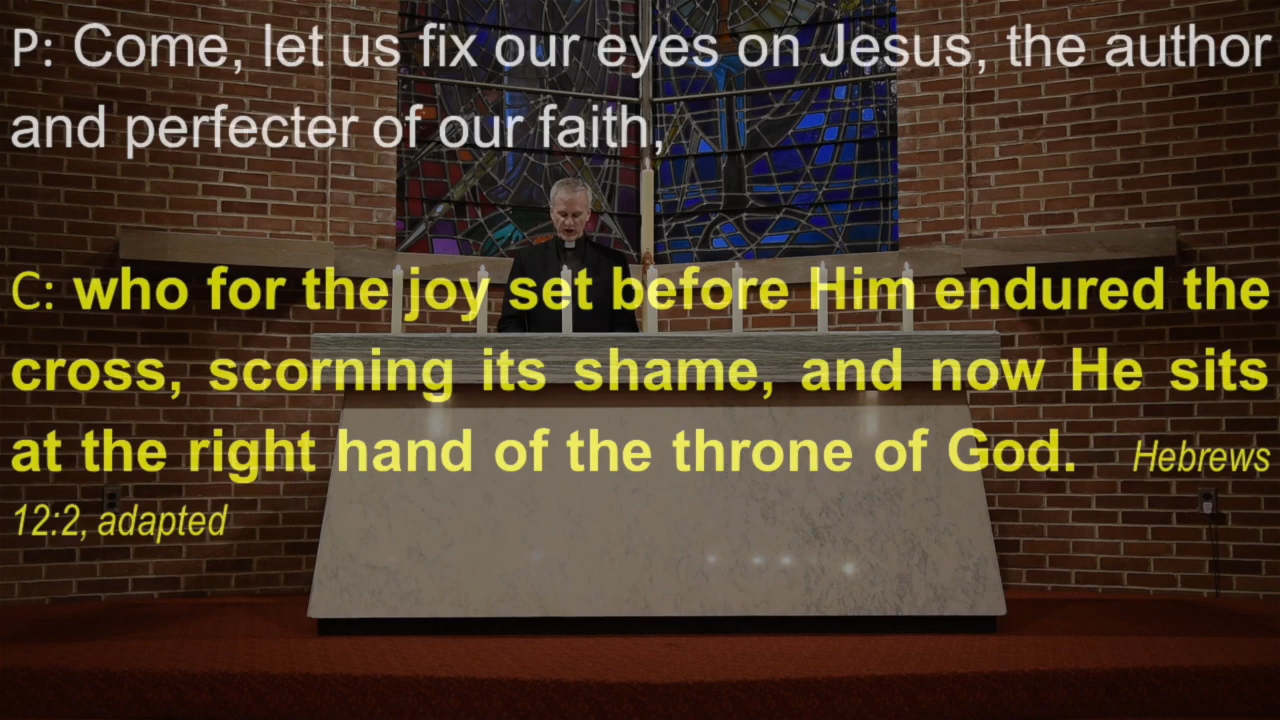 P: Come, let us fix our eyes on Jesus, the author
and perfecter of our faith,
C: who for the joy set before Him endured the
cross, scorning its shame, and now He sits
at the right hand of the throne of God. Hebrews
12:2, adapted